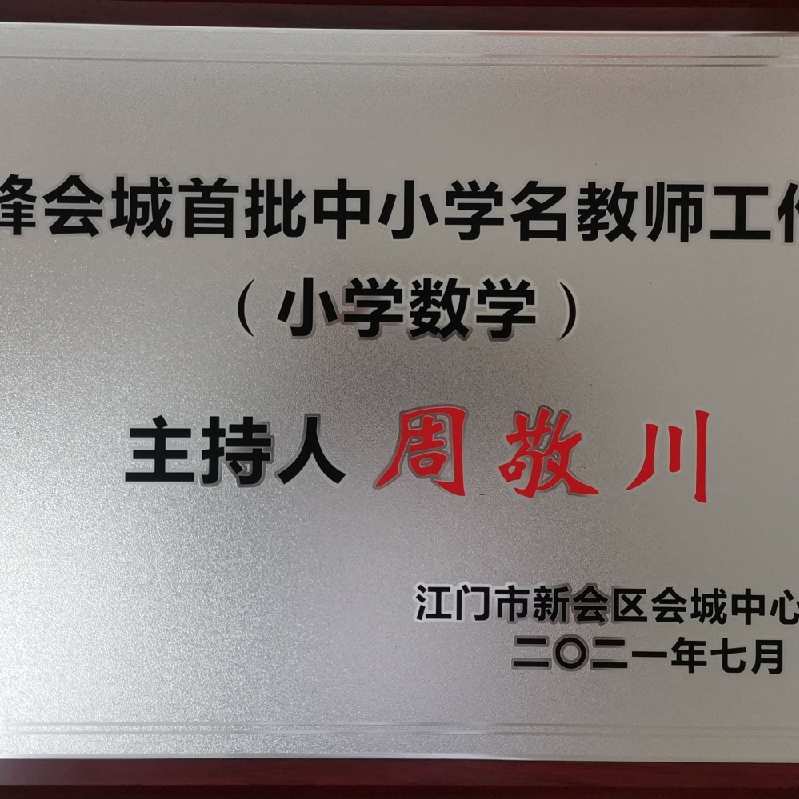 峰会城首批中小学名教师工作
（小学数学）
主持人 周敬川
江门市新会区会城中心
二〇二一年七月